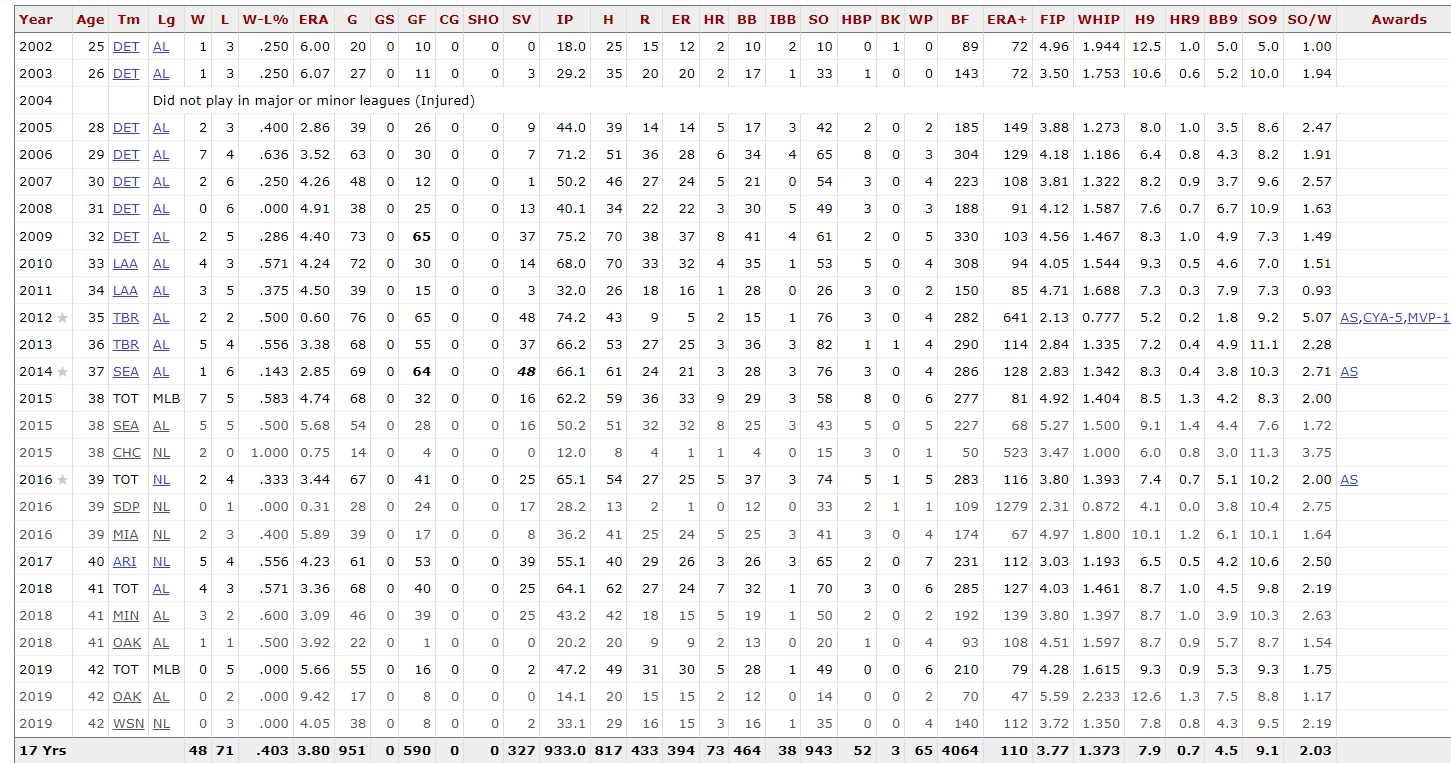 Year Age Tm Lg W L W-L% ERA G GS GF CG SHO SV IP H R ER HR BB IBB SO HBP BK WP BF ERA+ FIP WHIP H9 HR9 BB9 SO9 SO/W Awards
2002 25 DET AL 1 3 .250 6.00 20 0 10 0 0 0 18.0 25 15 12 2 10 2 10 0 1 0 89 72 4.96 1.944 12.5 1.0 5.0 5.0 1.00
2003 26 DET AL 1 3 .250 6.07 27 0 11 0 0 3 29.2 35 20 20 2 17 1 33 1 0 0 143 72 3.50 1.753 10.6 0.6 5.2 10.0 1.94
2004 Did not play in major or minor leagues (Injured)
2005 28 DET AL 2 3 .400 2.86 39 0 26 0 0 9 44.0 39 14 14 5 17 3 42 2 0 2 185 149 3.88 1.273 8.0 1.0 3.5 8.6 2.47
2006 29 DET AL 7 4 .636 3.52 63 0 30 0 0 7 71.2 51 36 28 6 34 4 65 8 0 3 304 129 4.18 1.186 6.4 0.8 4.3 8.2 1.91
2007 30 DET AL 2 6 .250 4.26 48 0 12 0 0 1 50.2 46 27 24 5 21 0 54 3 0 4 223 108 3.81 1.322 8.2 0.9 3.7 9.6 2.57
2008 31 DET AL 0 6 .000 4.91 38 0 25 0 0 13 40.1 34 22 22 3 30 5 49 3 0 3 188 91 4.12 1.587 7.6 0.7 6.7 10.9 1.63
2009 32 DET AL 2 5 .286 4.40 73 0 65 0 0 37 75.2 70 38 37 8 41 4 61 2 0 5 330 103 4.56 1.467 8.3 1.0 4.9 7.3 1.49
2010 33 LAA AL 4 3 .571 4.24 72 0 30 0 0 14 68.0 70 33 32 4 35 1 53 5 0 4 308 94 4.05 1.544 9.3 0.5 4.6 7.0 1.51
2011 34 LAA AL 3 5 .375 4.50 39 0 15 0 0 3 32.0 26 18 16 1 28 0 26 3 0 2 150 85 4.71 1.688 7.3 0.3 7.9 7.3 0.93
2012 ★ 35 TBR AL 2 2 .500 0.60 76 0 65 0 0 48 74.2 43 9 5 2 15 1 76 3 0 4 282 641 2.13 0.777 5.2 0.2 1.8 9.2 5.07 AS,CYA-5,MVP-1
2013 36 TBR AL 5 4 .556 3.38 68 0 55 0 0 37 66.2 53 27 25 3 36 3 82 1 1 4 290 114 2.84 1.335 7.2 0.4 4.9 11.1 2.28
2014 ★ 37 SEA AL 1 6 .143 2.85 69 0 64 0 0 48 66.1 61 24 21 3 28 3 76 3 0 4 286 128 2.83 1.342 8.3 0.4 3.8 10.3 2.71 AS
2015 38 TOT MLB 7 5 .583 4.74 68 0 32 0 0 16 62.2 59 36 33 9 29 3 58 8 0 6 277 81 4.92 1.404 8.5 1.3 4.2 8.3 2.00
2015 38 SEA AL 5 5 .500 5.68 54 0 28 0 0 16 50.2 51 32 32 8 25 3 43 5 0 5 227 68 5.27 1.500 9.1 1.4 4.4 7.6 1.72
2015 38 CHC NL 2 0 1.000 0.75 14 0 4 0 0 0 12.0 8 4 1 1 4 0 15 3 0 1 50 523 3.47 1.000 6.0 0.8 3.0 11.3 3.75
2016 ★ 39 TOT NL 2 4 .333 3.44 67 0 41 0 0 25 65.1 54 27 25 5 37 3 74 5 1 5 283 116 3.80 1.393 7.4 0.7 5.1 10.2 2.00 AS
2016 39 SDP NL 0 1 .000 0.31 28 0 24 0 0 17 28.2 13 2 1 0 12 0 33 2 1 1 109 1279 2.31 0.872 4.1 0.0 3.8 10.4 2.75
2016 39 MIA NL 2 3 .400 5.89 39 0 17 0 0 8 36.2 41 25 24 5 25 3 41 3 0 4 174 67 4.97 1.800 10.1 1.2 6.1 10.1 1.64
2017 40 ARI NL 5 4 .556 4.23 61 0 53 0 0 39 55.1 40 29 26 3 26 3 65 2 0 7 231 112 3.03 1.193 6.5 0.5 4.2 10.6 2.50
2018 41 TOT AL 4 3 .571 3.36 68 0 40 0 0 25 64.1 62 27 24 7 32 1 70 3 0 6 285 127 4.03 1.461 8.7 1.0 4.5 9.8 2.19
2018 41 MIN AL 3 2 .600 3.09 46 0 39 0 0 25 43.2 42 18 15 5 19 1 50 2 0 2 192 139 3.80 1.397 8.7 1.0 3.9 10.3 2.63
2018 41 OAK AL 1 1 .500 3.92 22 0 1 0 0 0 20.2 20 9 9 2 13 0 20 1 0 4 93 108 4.51 1.597 8.7 0.9 5.7 8.7 1.54
2019 42 TOT MLB 0 5 .000 5.66 55 0 16 0 0 2 47.2 49 31 30 5 28 1 49 0 0 6 210 79 4.28 1.615 9.3 0.9 5.3 9.3 1.75
2019 42 OAK AL 0 2 .000 9.42 17 0 8 0 0 0 14.1 20 15 15 2 12 0 14 0 0 2 70 47 5.59 2.233 12.6 1.3 7.5 8.8 1.17
2019 42 WSN NL 0 3 .000 4.05 38 0 8 0 0 2 33.1 29 16 15 3 16 1 35 0 0 4 140 112 3.72 1.350 7.8 0.8 4.3 9.5 2.19
17 Yrs 48 71 .403 3.80 951 0 590 0 0 327 933.0 817 433 394 73 464 38 943 52 3 65 4064 110 3.77 1.373 7.9 0.7 4.5 9.1 2.03